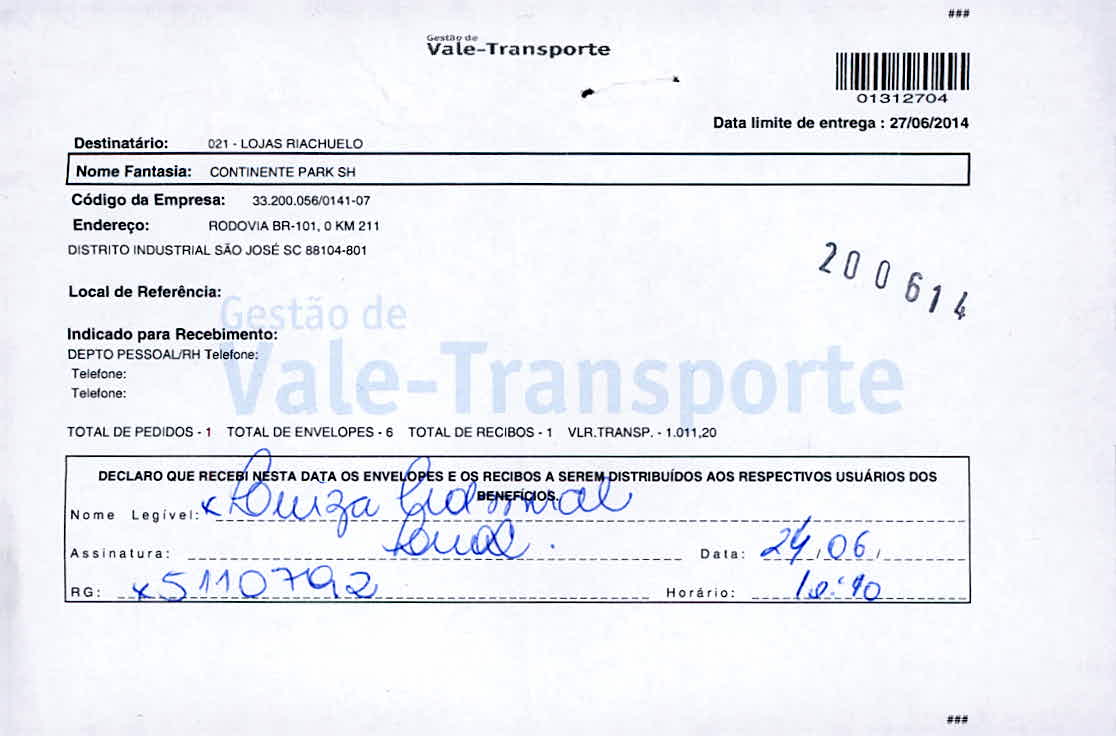 ###
Gestão de
Vale-Transporte
01312704
Data limite de entrega : 27/06/2014
Destinatário: 021 - LOJAS RIACHUELO
Nome Fantasia: CONTINENTE PARK SH
Código da Empresa: 33.200.056/0141-07
Endereço: RODOVIA BR-101, 0 KM 211
DISTRITO INDUSTRIAL SÃO JOSÉ SC 88104-801
200614
Local de Referência:
Gestão de
Indicado para Recebimento:
DEPTO PESSOAL/RH Telefone:
Vale-Transporte
Telefone:
Telefone:
TOTAL DE PEDIDOS - 1 TOTAL DE ENVELOPES - 6 TOTAL DE RECIBOS - 1 VLR.TRANSP. - 1.011,20
DECLARO QUE RECEBI NESTA DATA OS ENVELOPES E OS RECIBOS A SEREM DISTRIBUÍDOS AOS RESPECTIVOS USUÁRIOS DOS
BENEFÍCIOS.
Nome Legível: x
Assinatura: Data: 24/06/
RG: x5110792 Horário:
###